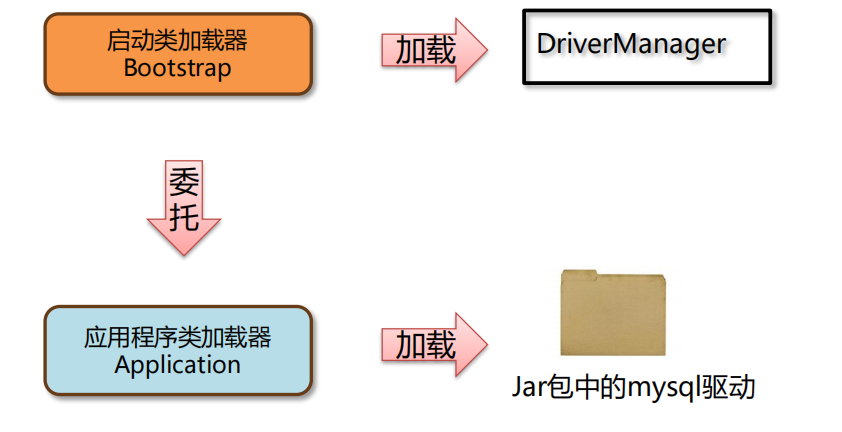 启动类加载器
Bootstrap
加载
DriverManager
委
托
应用程序类加载器
Application
加载
Jar包中的mysql驱动